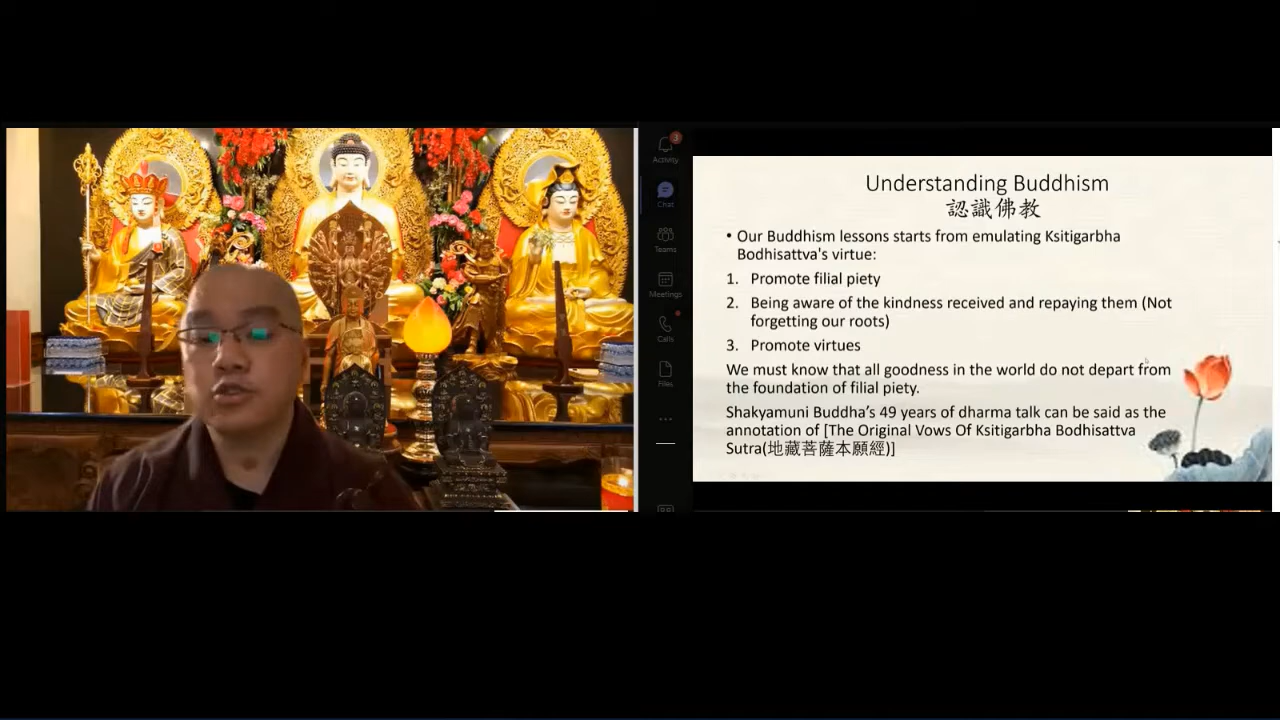 3
Activity
Chat
Teams
Meetings
Calls
Files
...
Understanding Buddhism
認識佛教
• Our Buddhism lessons starts from emulating Ksitigarbha
Bodhisattva's virtue:
1. Promote filial piety
2. Being aware of the kindness received and repaying them (Not
forgetting our roots)
3. Promote virtues
We must know that all goodness in the world do not depart from
the foundation of filial piety.
Shakyamuni Buddha’s 49 years of dharma talk can be said as the
annotation of [The Original Vows Of Ksitigarbha Bodhisattva
Sutra(地藏菩薩本願經)]